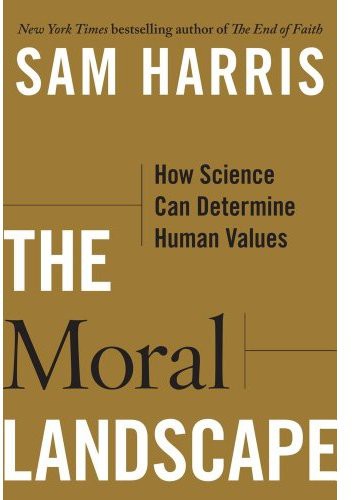 New York Times bestselling author of The End of Faith
SAM HARRIS
How Science
Can Determine
Human Values
THE
Moral
LANDSCAPE